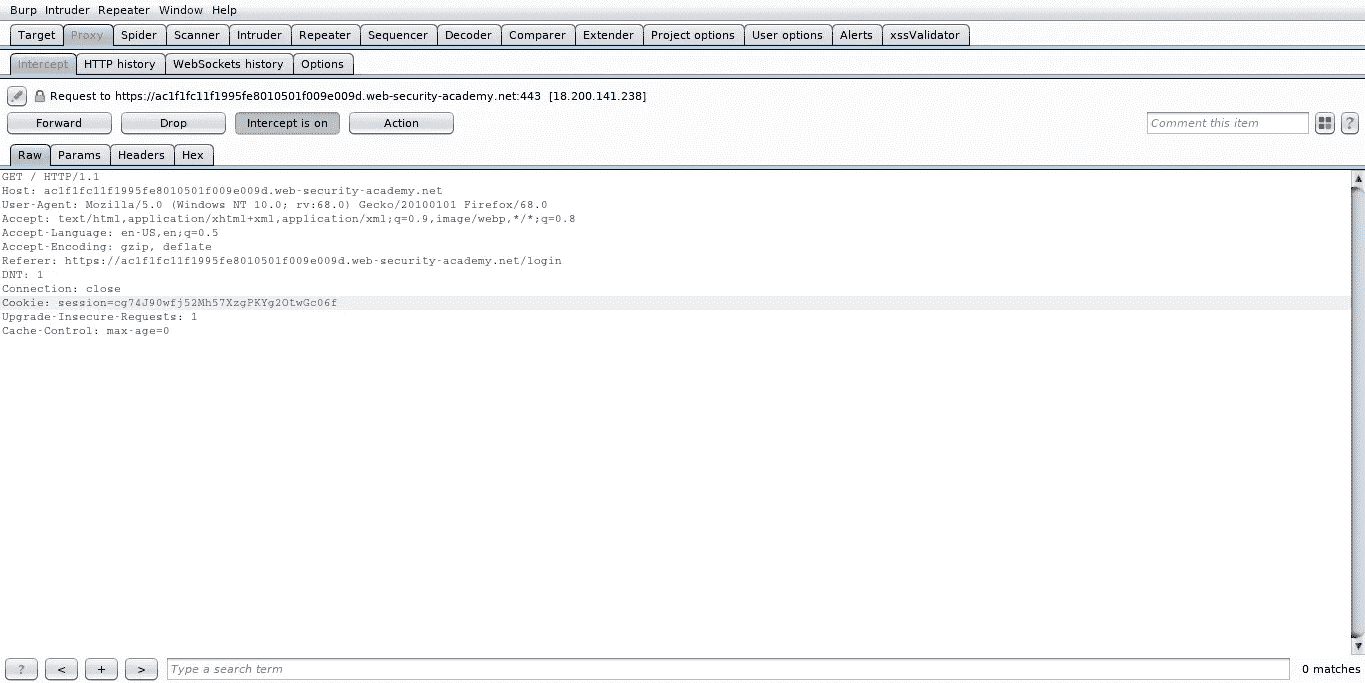 Burp Intruder Repeater Window Help
Target Proxy Spider Scanner Intruder Repeater Sequencer Decoder Comparer Extender Project options User options Alerts xssValidator
Intercept HTTP history WebSockets history Options
Request to https://ac1f1fc11f1995fe8010501f009e009d.web-security-academy.net:443 [18.200.141.238]
Forward Drop Intercept is on Action Comment this item ?
Raw Params Headers Hex
GET / HTTP/1.1
Host: ac1f1fc11f1995fe8010501f009e009d.web-security-academy.net
User-Agent: Mozilla/5.0 (Windows NT 10.0; rv:68.0) Gecko/20100101 Firefox/68.0
Accept: text/html,application/xhtml+xml,application/xml;q=0.9,image/webp,*/*;q=0.8
Accept-Language: en-US,en;q=0.5
Accept-Encoding: gzip, deflate
Referer: https://ac1f1fc11f1995fe8010501f009e009d.web-security-academy.net/login
DNT: 1
Connection: close
Cookie: session=cg74J90wfj52Mh57XzgPKYg2OtwGc06f
Upgrade-Insecure-Requests: 1
Cache-Control: max-age=0
? < + > Type a search term 0 matches